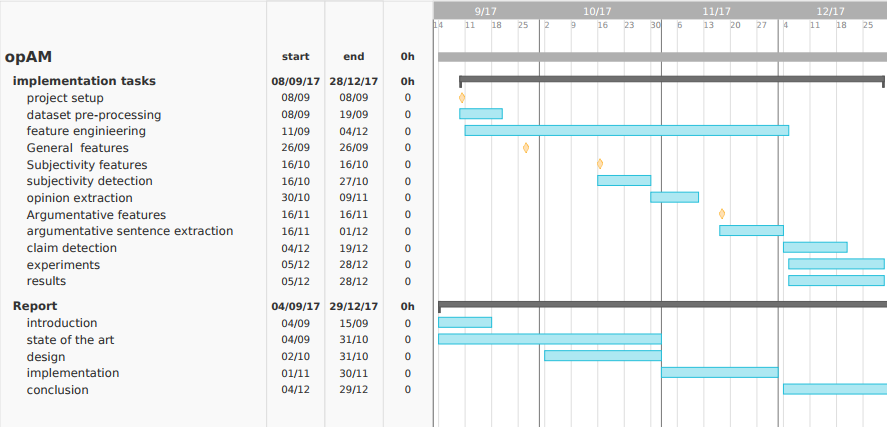 9/17 10/17 11/17 12/17
14 11 18 25 2 9 16 23 30 6 13 20 27 4 11 18 25
opAM start end 0h
implementation tasks 08/09/17 28/12/17 0h
project setup 08/09 08/09 0
dataset pre-processing 08/09 19/09 0
feature enginieering 11/09 04/12 0
General features 26/09 26/09 0
Subjectivity features 16/10 16/10 0
subjectivity detection 16/10 27/10 0
opinion extraction 30/10 09/11 0
Argumentative features 16/11 16/11 0
argumentative sentence extraction 16/11 01/12 0
claim detection 04/12 19/12 0
experiments 05/12 28/12 0
results 05/12 28/12 0
Report 04/09/17 29/12/17 0h
introduction 04/09 15/09 0
state of the art 04/09 31/10 0
design 02/10 31/10 0
implementation 01/11 30/11 0
conclusion 04/12 29/12 0